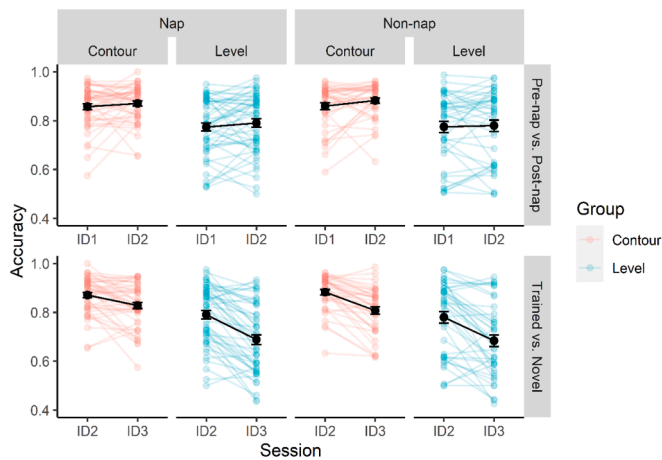 Nap Non-nap
Contour Level Contour Level
1.0
0.8
0.6
0.4
Pre-nap vs. Post-nap
ID1 ID2 ID1 ID2 ID1 ID2 ID1 ID2
Accuracy
1.0
0.8
0.6
0.4
Trained vs. Novel
ID2 ID3 ID2 ID3 ID2 ID3 ID2 ID3
Session
Group
Contour
Level